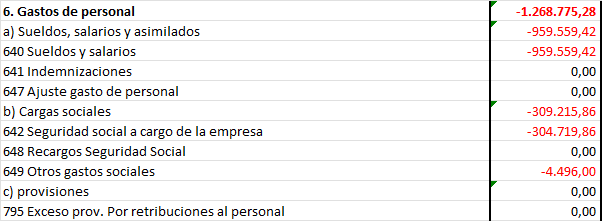 6. Gastos de personal -1.268.775,28
a) Sueldos, salarios y asimilados -959.559,42
640 Sueldos y salarios -959.559,42
641 Indemnizaciones 0,00
647 Ajuste gasto de personal 0,00
b) Cargas sociales -309.215,86
642 Seguridad social a cargo de la empresa -304.719,86
648 Recargos Seguridad Social 0,00
649 Otros gastos sociales -4.496,00
c) provisiones 0,00
795 Exceso prov. Por retribuciones al personal 0,00